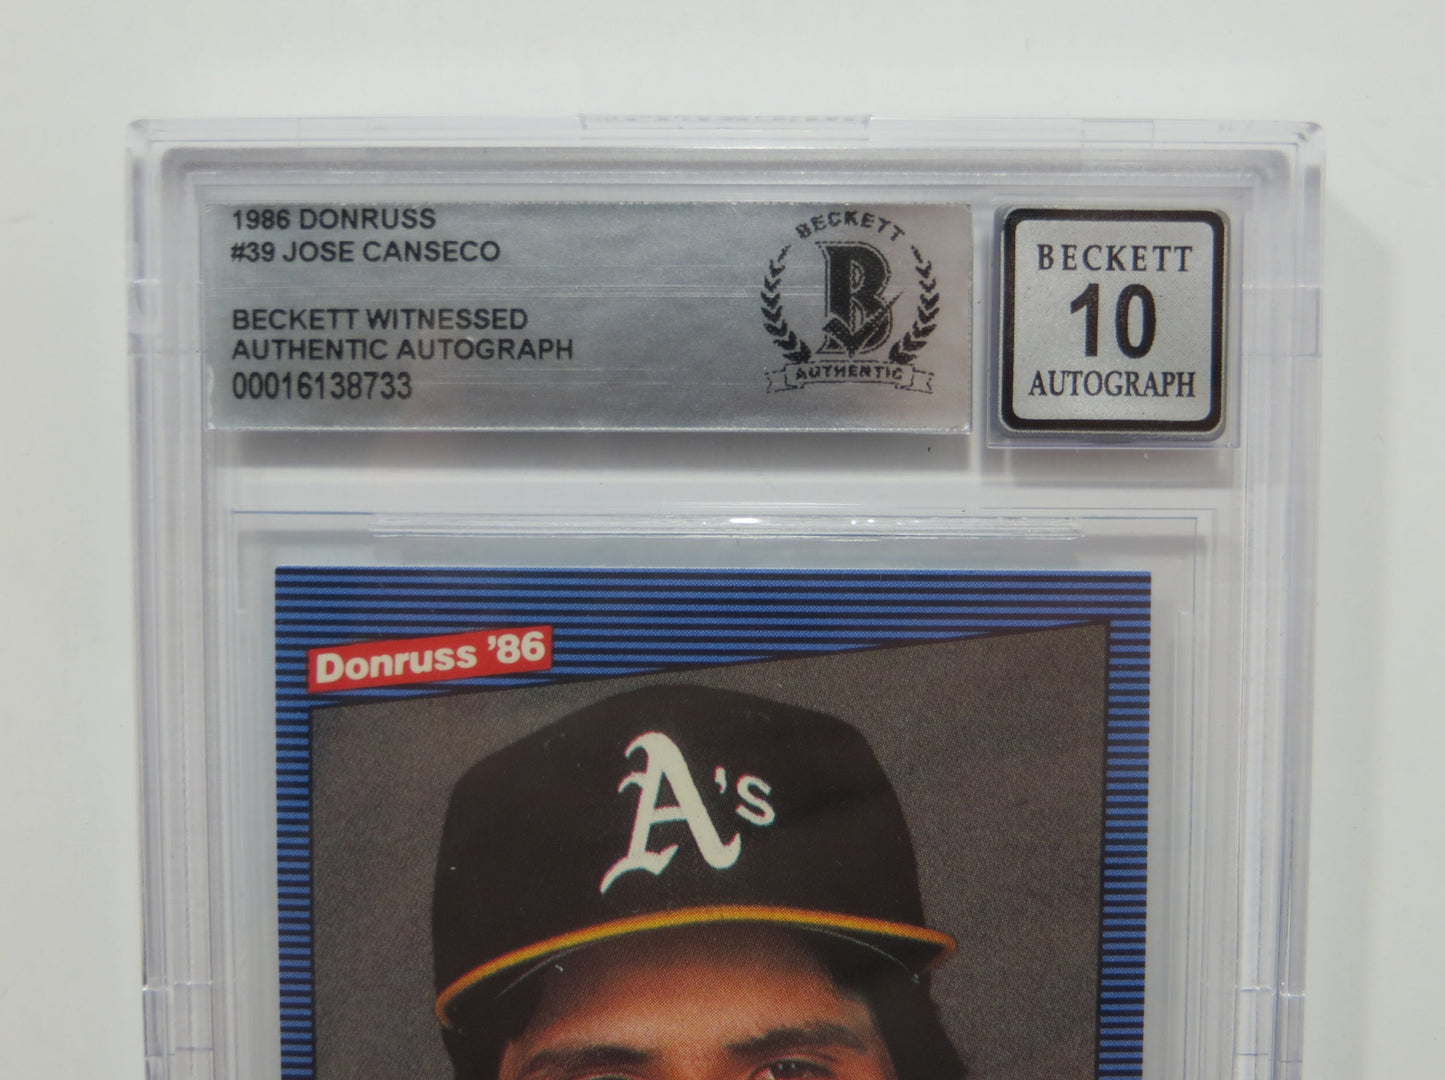 1986 DONRUSS
#39 JOSE CANSECO
BECKETT WITNESSED
AUTHENTIC AUTOGRAPH
00016138733
BECKETT
B
AUTHENTIC
BECKETT
10
AUTOGRAPH
Donruss '86
A's